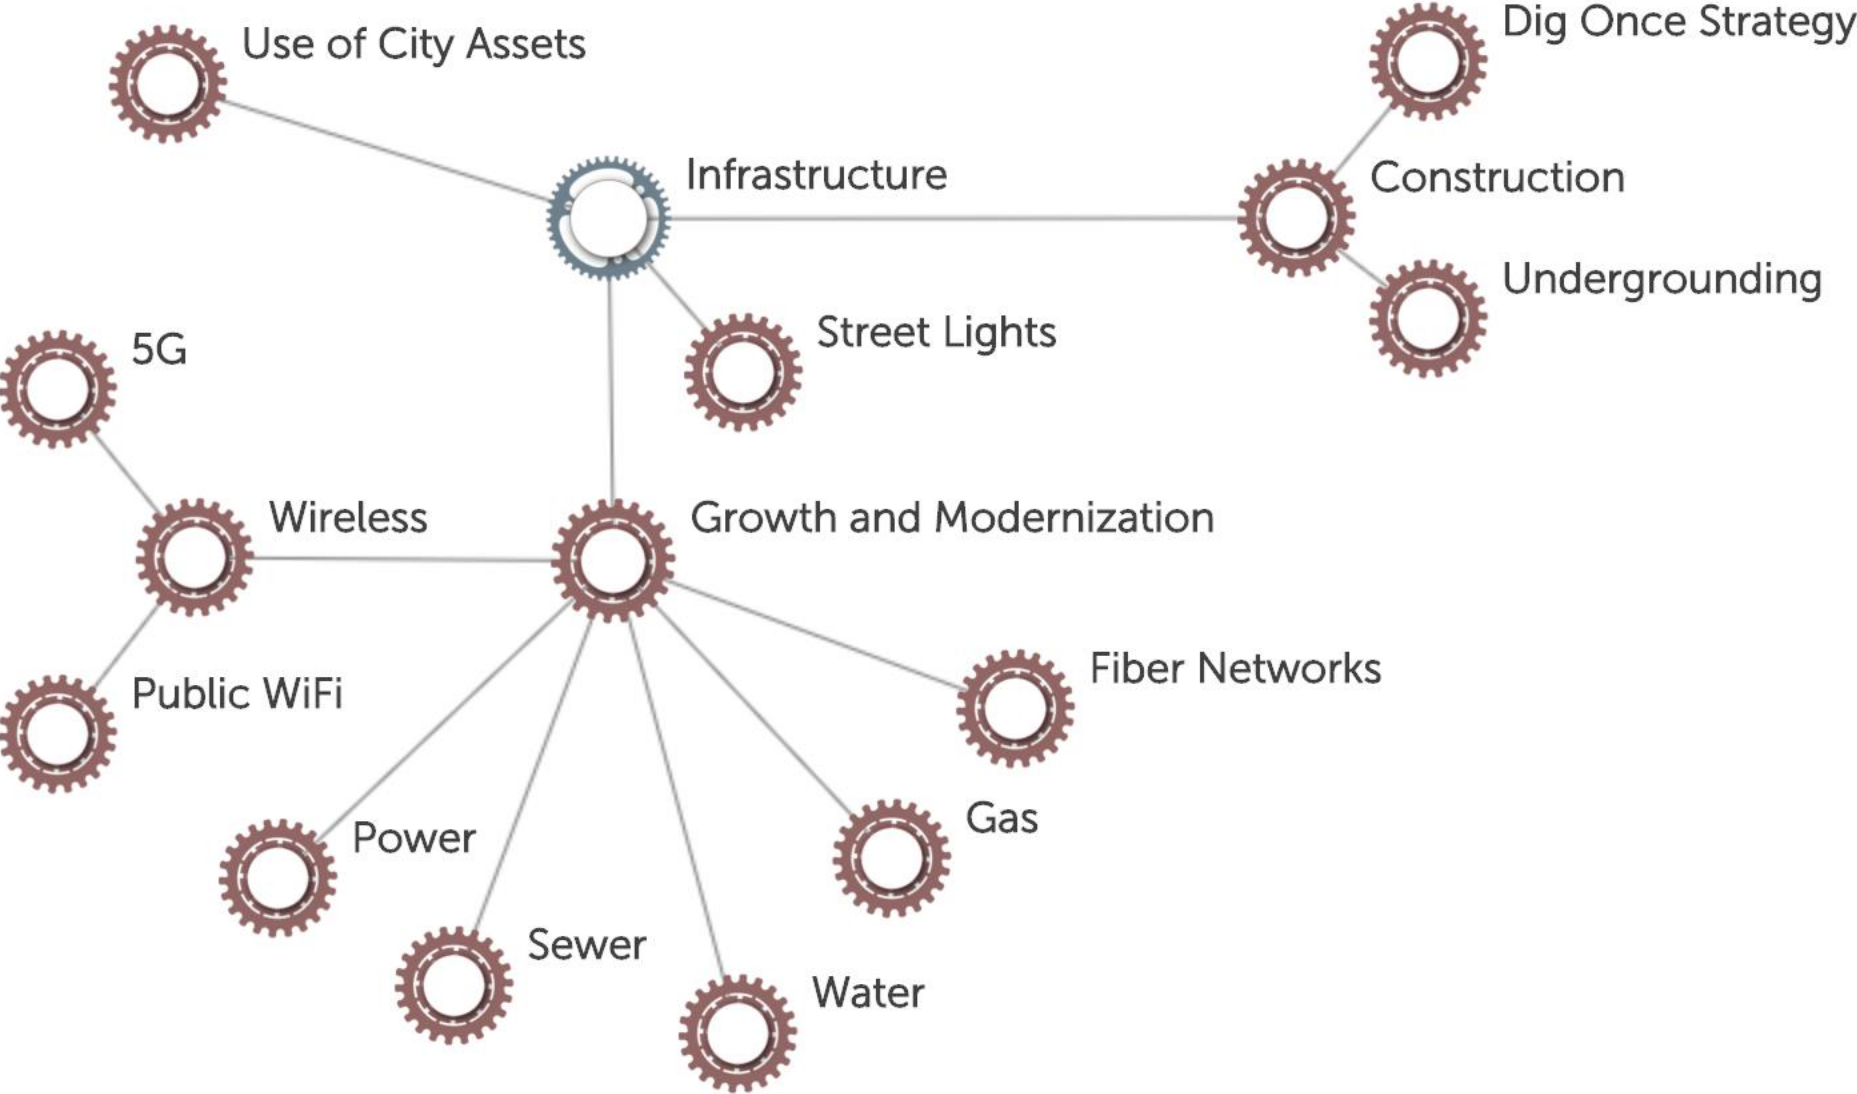 Dig Once Strategy
Use of City Assets
Infrastructure
Construction
Undergrounding
Street Lights
5G
Wireless
Growth and Modernization
Fiber Networks
Public WiFi
Gas
Power
Sewer
Water